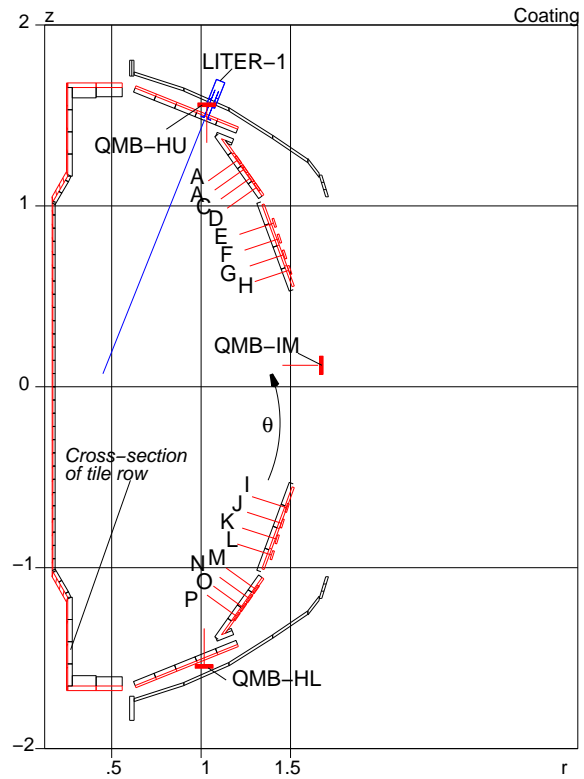 2
z
Coating
LITER-1
QMB-HU
A
A
C
D
1
E
F
G
H
QMB-IM
0
θ
Cross-section
of tile row
I
J
K
L
−1
N
M
O
P
QMB-HL
−2
.5
1
1.5
r